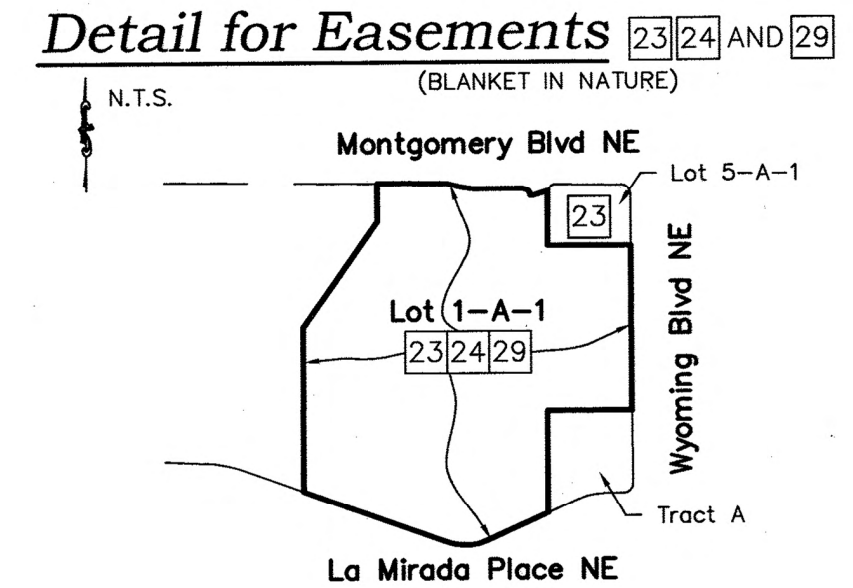 Detail for Easements 23 24 AND 29
(BLANKET IN NATURE)
N.T.S.
Montgomery Blvd NE
Lot 5-A-1
23
Wyoming Blvd NE
Lot 1-A-1
23 24 29
Tract A
La Mirada Place NE